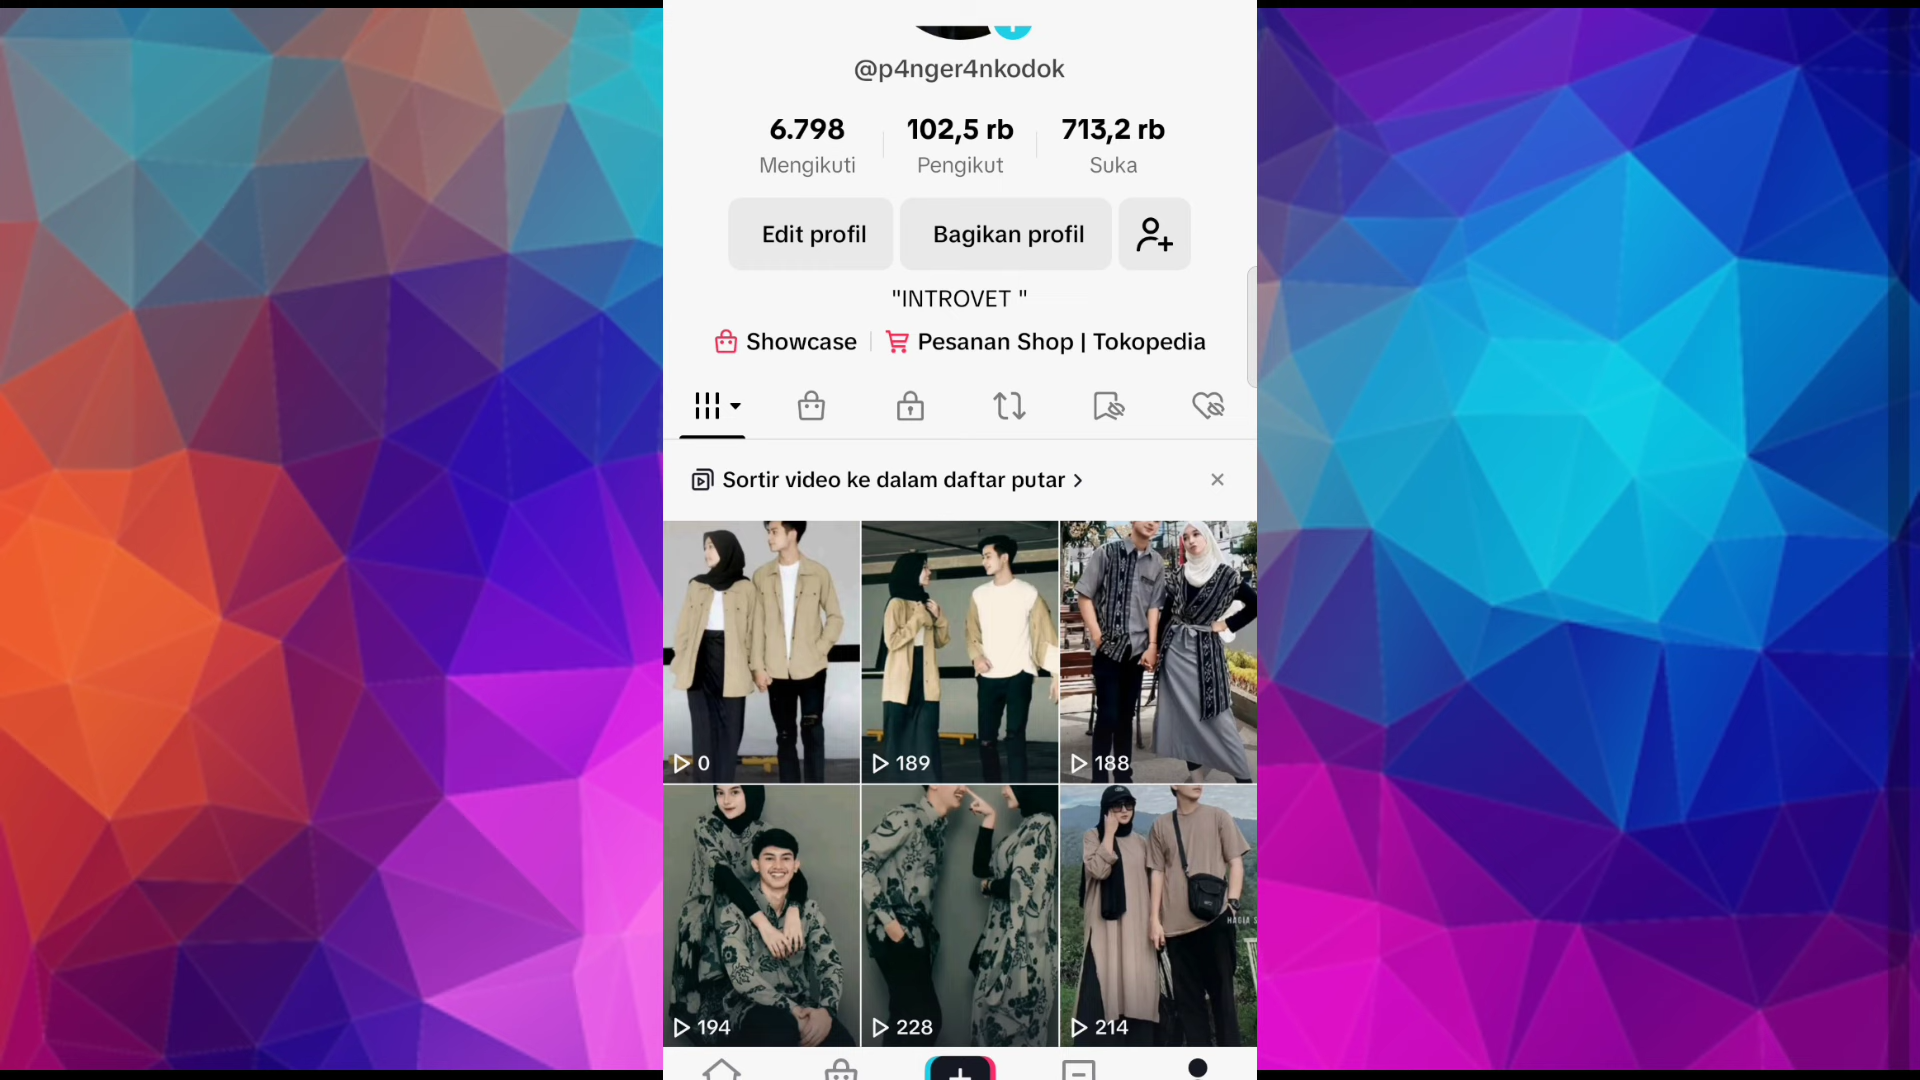 @p4nger4nkodok
6.798 102,5 rb 713,2 rb
Mengikuti Pengikut Suka
Edit profil Bagikan profil
"INTROVET "
Showcase Pesanan Shop | Tokopedia
Sortir video ke dalam daftar putar >
0 189 188
194 228 214